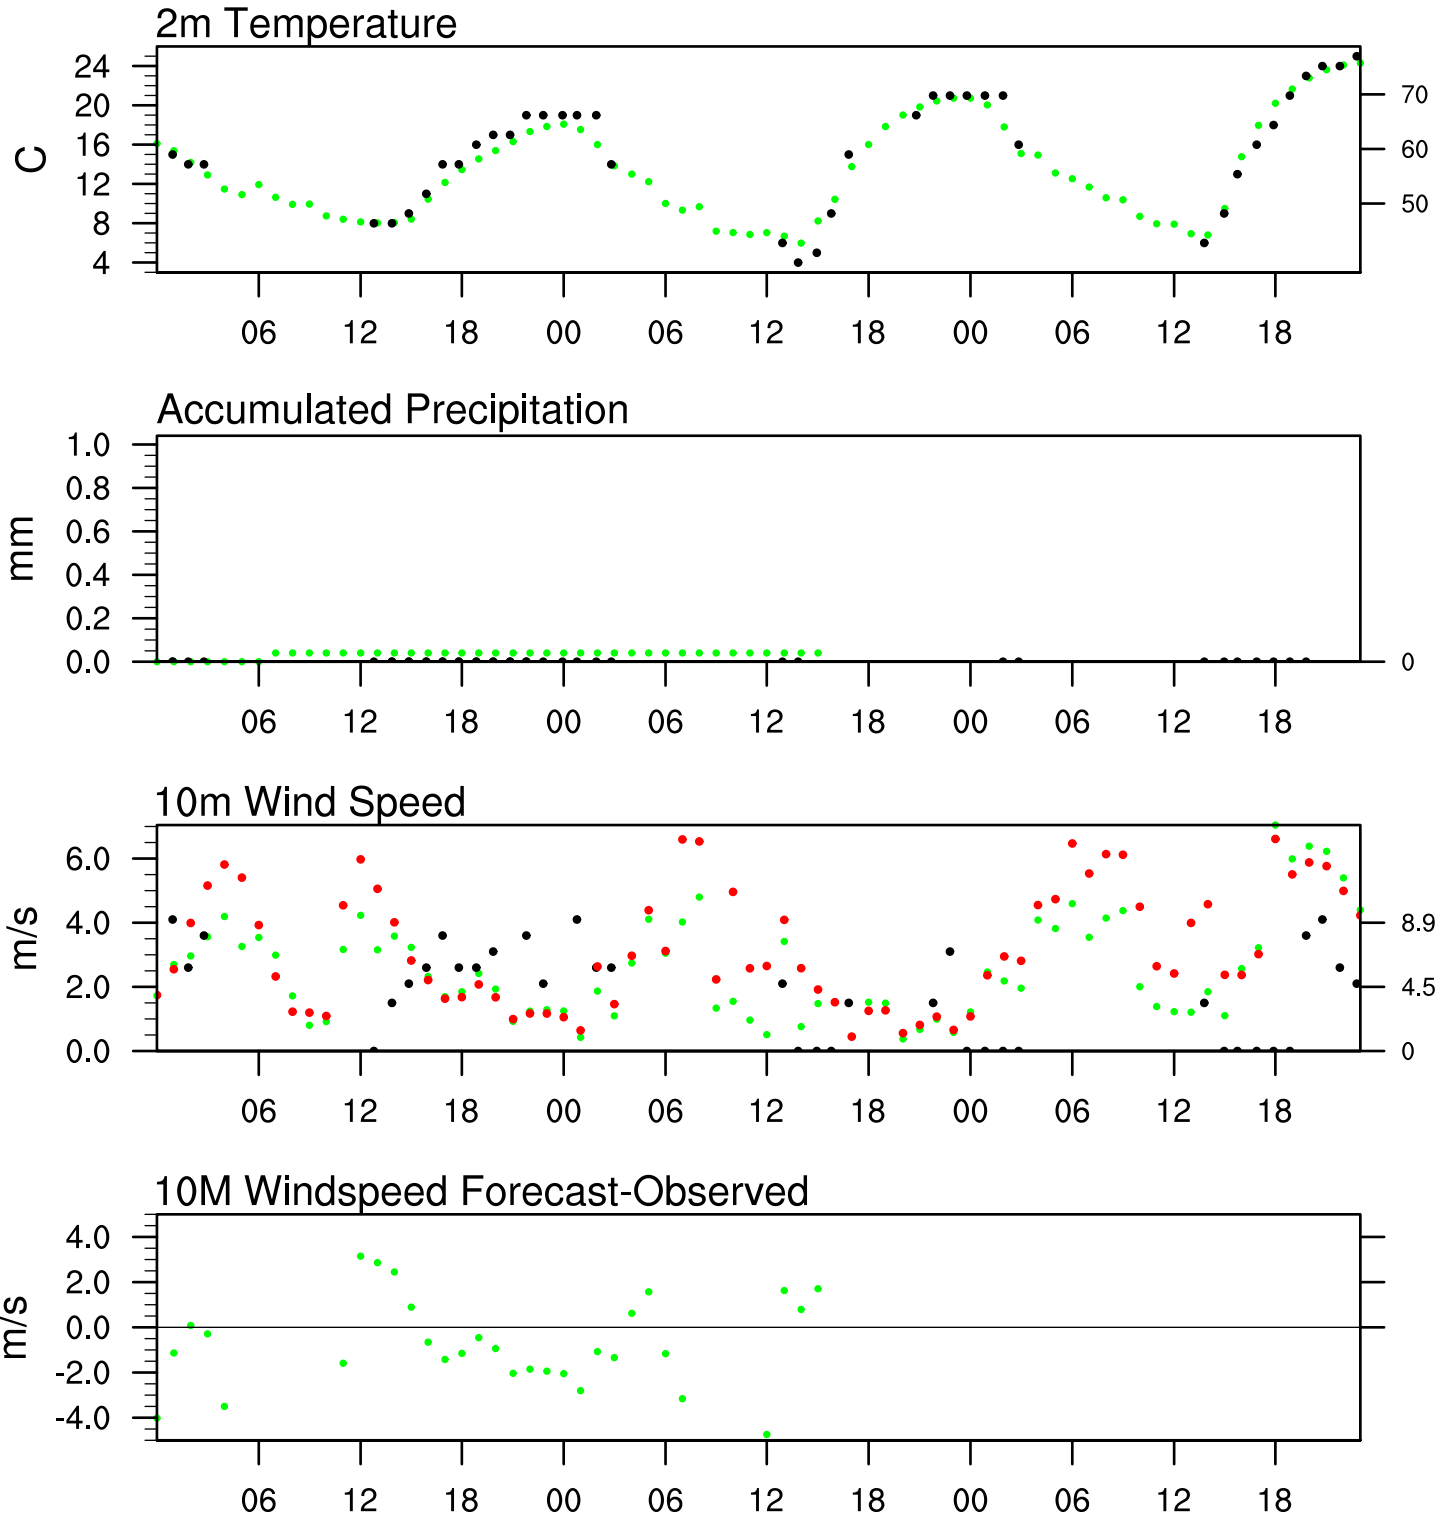 2m Temperature
24
20
16
12
8
4
C
70
60
50
06 12 18 00 06 12 18 00 06 12 18
Accumulated Precipitation
1.0
0.8
0.6
0.4
0.2
0.0
mm
0
06 12 18 00 06 12 18 00 06 12 18
10m Wind Speed
6.0
4.0
2.0
0.0
m/s
8.9
4.5
0
06 12 18 00 06 12 18 00 06 12 18
10M Windspeed Forecast-Observed
4.0
2.0
0.0
-2.0
-4.0
m/s
06 12 18 00 06 12 18 00 06 12 18